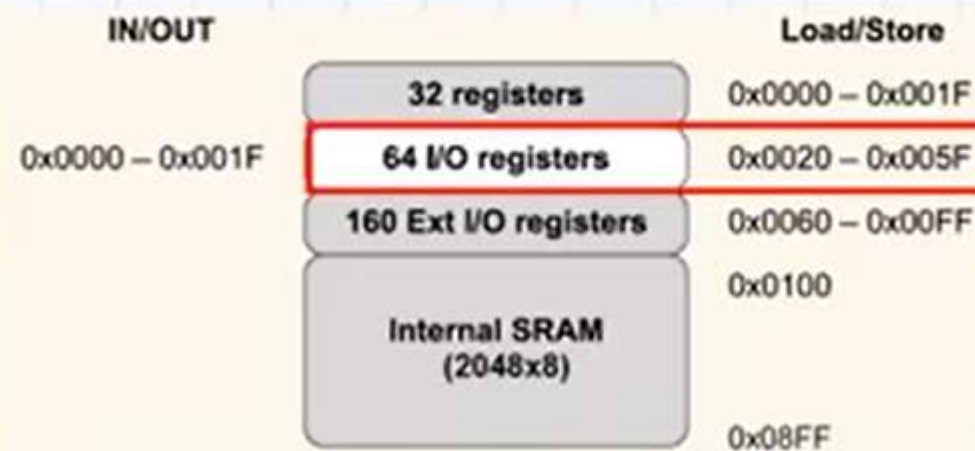 IN/OUT Load/Store
32 registers 0x0000 – 0x001F
0x0000 – 0x001F 64 I/O registers 0x0020 – 0x005F
160 Ext I/O registers 0x0060 – 0x00FF
0x0100
Internal SRAM
(2048x8)
0x08FF